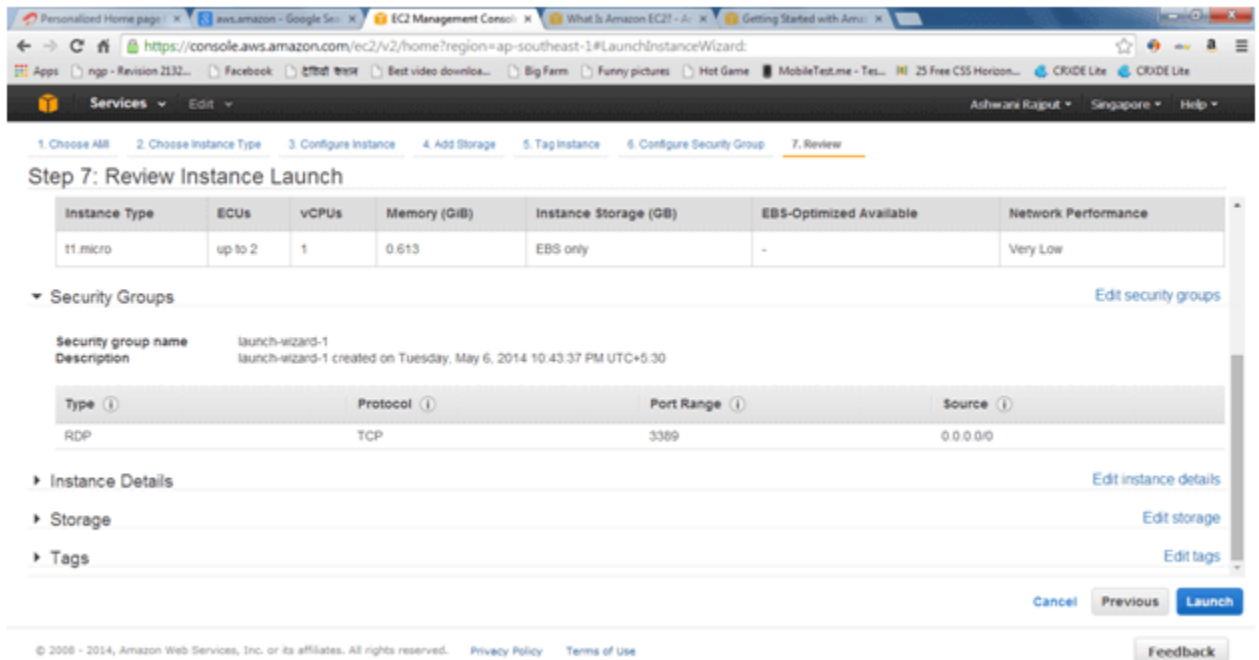 Personalized Home page aws.amazon - Google Sea EC2 Management Consol What Is Amazon EC2? - A Getting Started with Ama
https://console.aws.amazon.com/ec2/v2/home?region=ap-southeast-1#LaunchInstanceWizard:
Apps ngp - Revision 2132... Facebook Best video downloa... Big Farm Funny pictures Hot Game MobileTest.me - Tes... 25 Free CSS Horizon... CRXDE Lite CRXDE Lite
Services Edit Ashwani Rajput Singapore Help
1. Choose AMI 2. Choose Instance Type 3. Configure Instance 4. Add Storage 5. Tag Instance 6. Configure Security Group 7. Review
Step 7: Review Instance Launch
Instance Type ECUs vCPUs Memory (GiB) Instance Storage (GB) EBS-Optimized Available Network Performance
t1.micro up to 2 1 0.613 EBS only - Very Low
Security Groups Edit security groups
Security group name launch-wizard-1
Description launch-wizard-1 created on Tuesday, May 6, 2014 10:43:37 PM UTC+5:30
Type Protocol Port Range Source
RDP TCP 3389 0.0.0.0/0
Instance Details Edit instance details
Storage Edit storage
Tags Edit tags
Cancel Previous Launch
© 2008 - 2014, Amazon Web Services, Inc. or its affiliates. All rights reserved. Privacy Policy Terms of Use Feedback